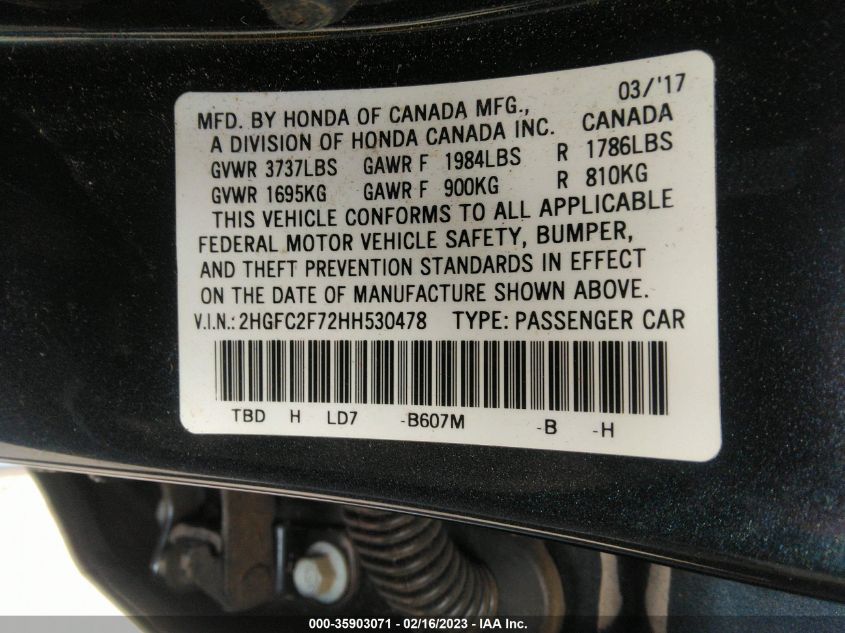 03/'17
MFD. BY HONDA OF CANADA MFG.,
A DIVISION OF HONDA CANADA INC. CANADA
GVWR 3737LBS GAWR F 1984LBS R 1786LBS
GVWR 1695KG GAWR F 900KG R 810KG
THIS VEHICLE CONFORMS TO ALL APPLICABLE
FEDERAL MOTOR VEHICLE SAFETY, BUMPER,
AND THEFT PREVENTION STANDARDS IN EFFECT
ON THE DATE OF MANUFACTURE SHOWN ABOVE.
V.I.N.: 2HGFC2F72HH530478 TYPE: PASSENGER CAR
TBD H LD7 -B607M -B -H
000-35903071 - 02/16/2023 - IAA Inc.